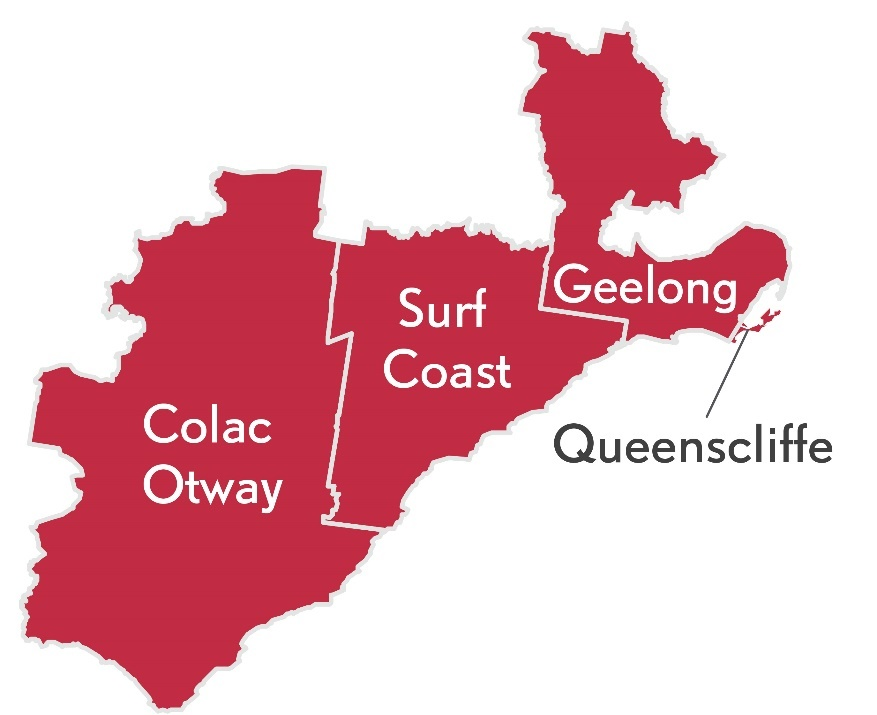 Geelong
Surf
Coast
Colac
Otway
Queenscliffe